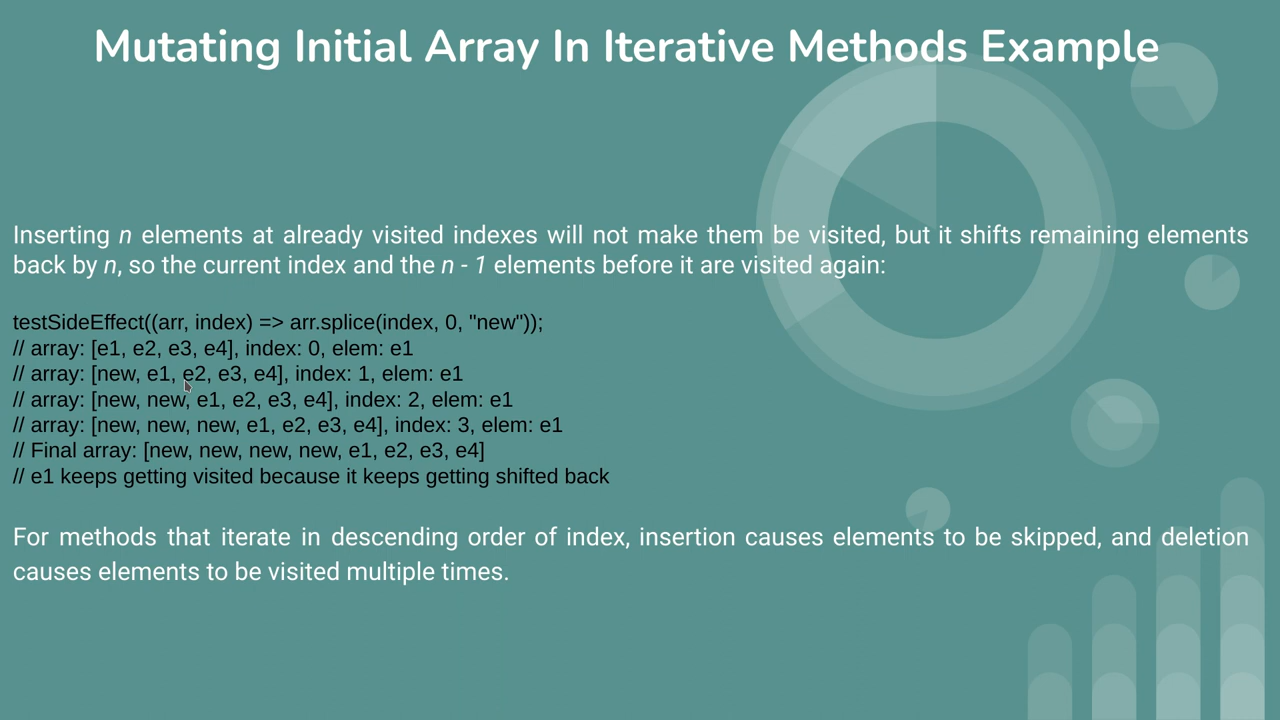 Mutating Initial Array In Iterative Methods Example
Inserting n elements at already visited indexes will not make them be visited, but it shifts remaining elements
back by n, so the current index and the n - 1 elements before it are visited again:
testSideEffect((arr, index) => arr.splice(index, 0, "new"));
// array: [e1, e2, e3, e4], index: 0, elem: e1
// array: [new, e1, e2, e3, e4], index: 1, elem: e1
// array: [new, new, e1, e2, e3, e4], index: 2, elem: e1
// array: [new, new, new, e1, e2, e3, e4], index: 3, elem: e1
// Final array: [new, new, new, new, e1, e2, e3, e4]
// e1 keeps getting visited because it keeps getting shifted back
For methods that iterate in descending order of index, insertion causes elements to be skipped, and deletion
causes elements to be visited multiple times.